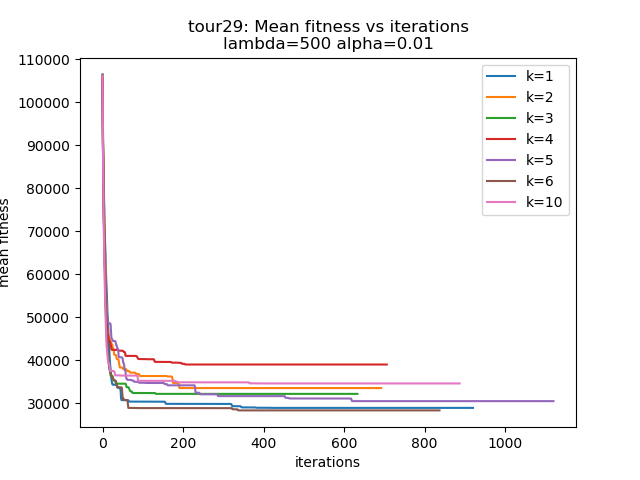 tour29: Mean fitness vs iterations
lambda=500 alpha=0.01
mean fitness
110000
100000
90000
80000
70000
60000
50000
40000
30000
0
200
400
600
800
1000
iterations
k=1
k=2
k=3
k=4
k=5
k=6
k=10